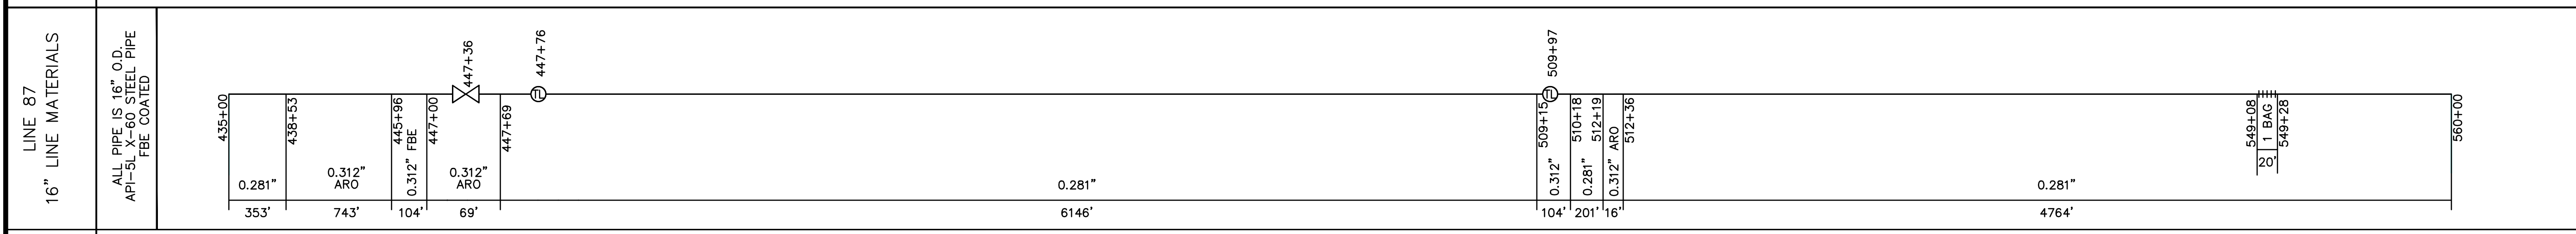 LINE 87
16" LINE MATERIALS
ALL PIPE IS 16" O.D.
API-5L X-60 STEEL PIPE
FBE COATED
435+00
438+53
445+96
447+00
447+36
447+69
447+76
TL
509+15
509+97
TL
510+18
512+19
512+36
549+08
1 BAG
549+28
20'
560+00
0.281"
0.312"
ARO
0.312" FBE
0.312"
ARO
0.281"
0.312"
0.281"
0.312" ARO
0.281"
353'
743'
104'
69'
6146'
104'
201'
16'
4764'